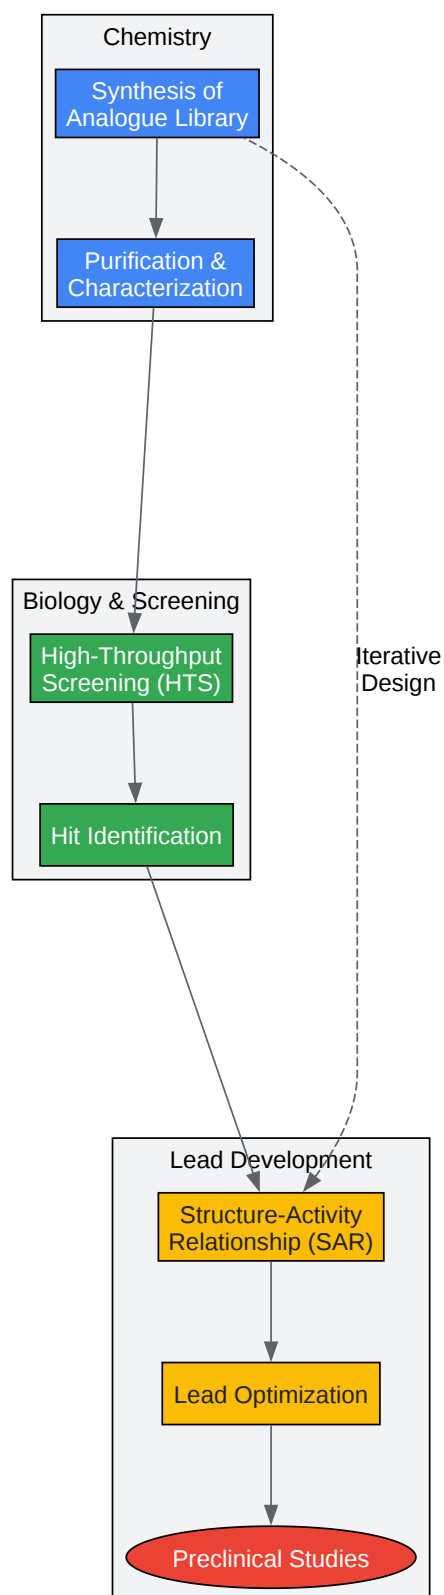 Chemistry
Synthesis of
Analogue Library
Purification &
Characterization
Biology & Screening
High-Throughput
Screening (HTS)
Iterative
Design
Hit Identification
Lead Development
Structure-Activity
Relationship (SAR)
Lead Optimization
Preclinical Studies